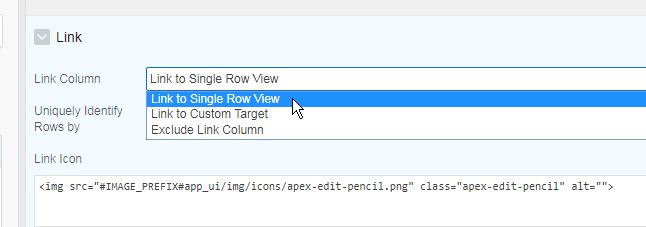 Link
Link Column
Link to Single Row View
Link to Single Row View
Uniquely Identify
Rows by
Link to Custom Target
Exclude Link Column
Link Icon
<img src="#IMAGE_PREFIX#app_ui/img/icons/apex-edit-pencil.png" class="apex-edit-pencil" alt="">